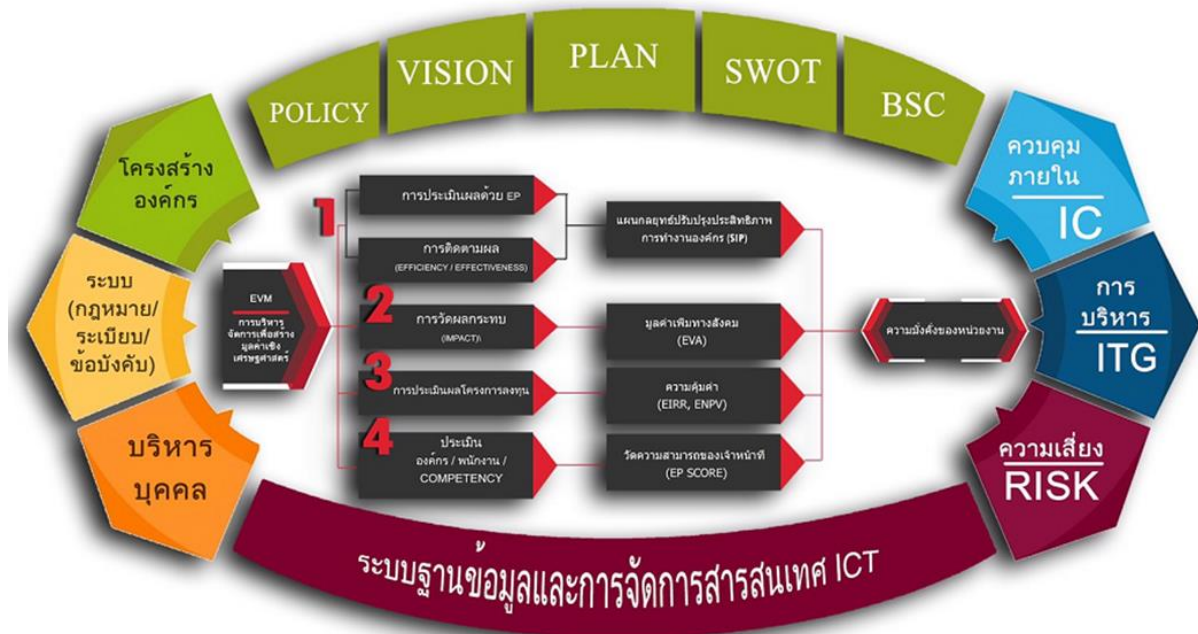 POLICY
VISION
PLAN
SWOT
BSC
โครงสร้าง
องค์กร
ระบบ
(กฎหมาย/
ระเบียบ/
ข้อบังคับ)
บริหาร
บุคคล
EVM
การบริหาร
จัดการเพื่อสร้าง
มูลค่าเชิง
เศรษฐศาสตร์
1
การประเมินผลด้วย EP
การติดตามผล
(EFFICIENCY / EFFECTIVENESS)
แผนกลยุทธ์ปรับปรุงประสิทธิภาพ
การทำงานองค์กร (SIP)
2
การวัดผลกระทบ
(IMPACT)\
มูลค่าเพิ่มทางสังคม
(EVA)
3
การประเมินผลโครงการลงทุน
ความคุ้มค่า
(EIRR, ENPV)
4
ประเมิน
องค์กร / พนักงาน /
COMPETENCY
วัดความสามารถของเจ้าหน้าที่
(EP SCORE)
ความมั่งคั่งของหน่วยงาน
ควบคุม
ภายใน
IC
การ
บริหาร
ITG
ความเสี่ยง
RISK
ระบบฐานข้อมูลและการจัดการสารสนเทศ ICT